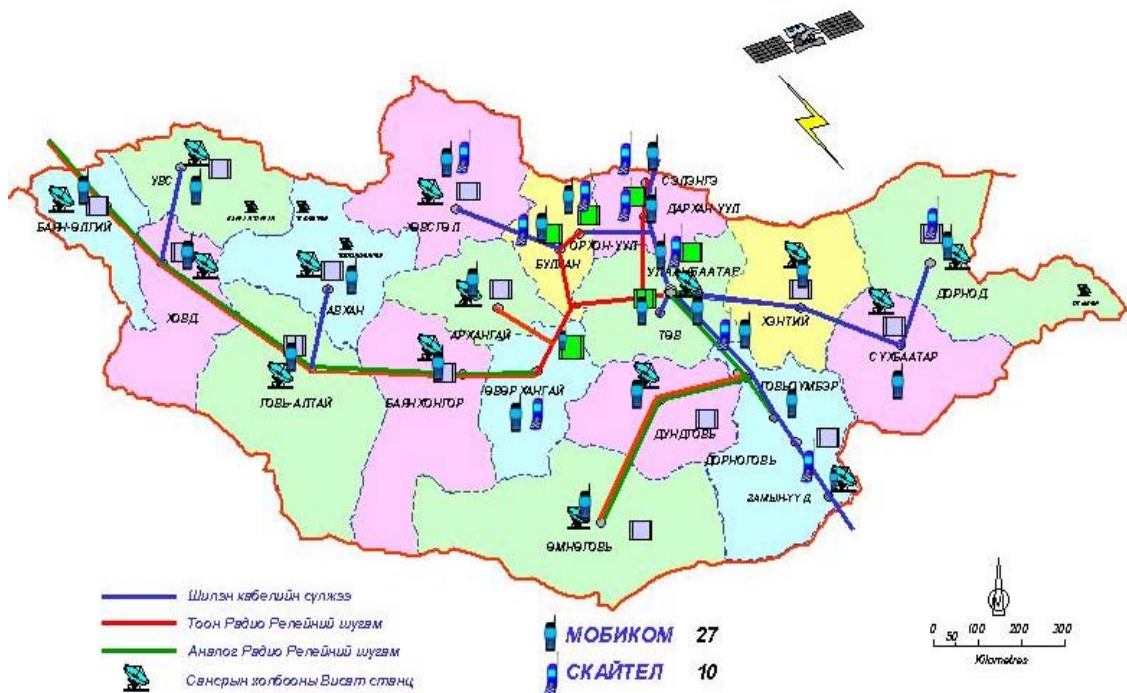 УВС
БАЯН-ӨЛГИЙ
ХӨВСГӨЛ
СЭЛЭНГЭ
ДАРХАН-УУЛ
ОРХОН-УУЛ
БУЛГАН
УЛААНБААТАР
ХОВД
ЗАВХАН
АРХАНГАЙ
ТӨВ
ХЭНТИЙ
ДОРНОД
СҮХБААТАР
ГОВЬ-АЛТАЙ
БАЯНХОНГОР
ӨВӨРХАНГАЙ
ГОВЬСҮМБЭР
ДУНДГОВЬ
ДОРНОГОВЬ
ЗАМЫН-ҮҮД
ӨМНӨГОВЬ
Шилэн кабелийн сүлжээ
Тоон Радио Релейний шугам
Аналог Радио Релейний шугам
Сансрын холбооны Висат станц
МОБИКОМ 27
СКАЙТЕЛ 10
N
0 50 100 200 300
Kilometres